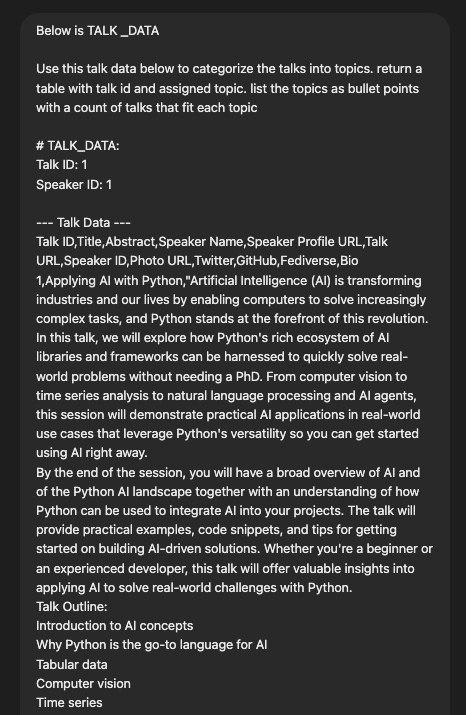 Below is TALK _DATA
Use this talk data below to categorize the talks into topics. return a
table with talk id and assigned topic. list the topics as bullet points
with a count of talks that fit each topic
# TALK_DATA:
Talk ID: 1
Speaker ID: 1
--- Talk Data ---
Talk ID,Title,Abstract,Speaker Name,Speaker Profile URL,Talk
URL,Speaker ID,Photo URL,Twitter,GitHub,Fediverse,Bio
1,Applying AI with Python,"Artificial Intelligence (AI) is transforming
industries and our lives by enabling computers to solve increasingly
complex tasks, and Python stands at the forefront of this revolution.
In this talk, we will explore how Python's rich ecosystem of AI
libraries and frameworks can be harnessed to quickly solve real-
world problems without needing a PhD. From computer vision to
time series analysis to natural language processing and AI agents,
this session will demonstrate practical AI applications in real-world
use cases that leverage Python's versatility so you can get started
using AI right away.
By the end of the session, you will have a broad overview of AI and
of the Python AI landscape together with an understanding of how
Python can be used to integrate AI into your projects. The talk will
provide practical examples, code snippets, and tips for getting
started on building AI-driven solutions. Whether you're a beginner or
an experienced developer, this talk will offer valuable insights into
applying AI to solve real-world challenges with Python.
Talk Outline:
Introduction to AI concepts
Why Python is the go-to language for AI
Tabular data
Computer vision
Time series